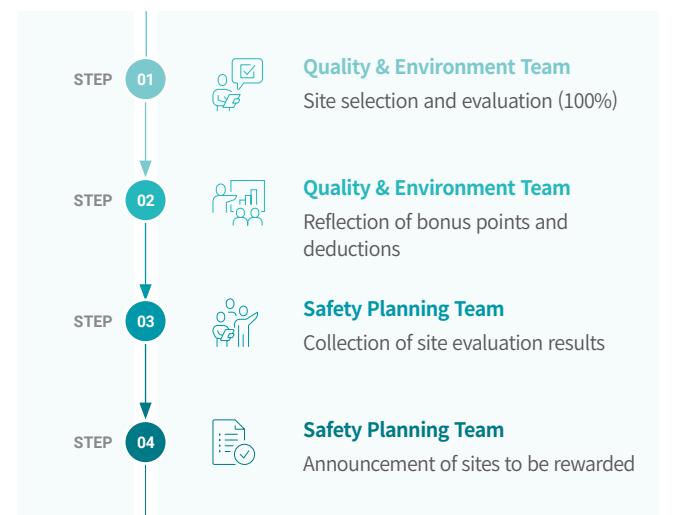 STEP 01
Quality & Environment Team
Site selection and evaluation (100%)
STEP 02
Quality & Environment Team
Reflection of bonus points and
deductions
STEP 03
Safety Planning Team
Collection of site evaluation results
STEP 04
Safety Planning Team
Announcement of sites to be rewarded